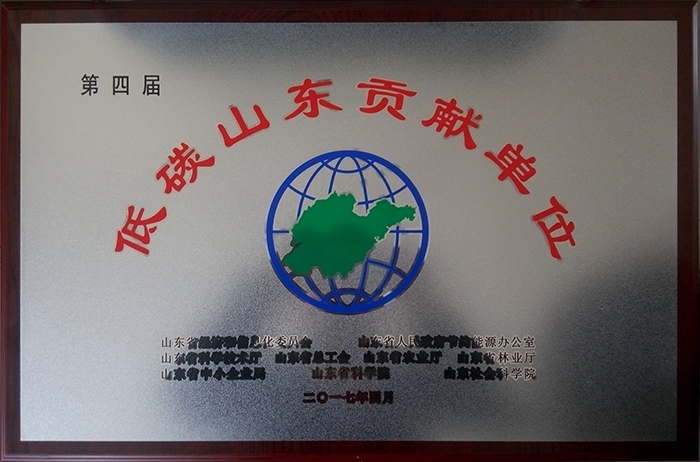 第四届
低碳山东贡献单位
山东省经济和信息化委员会 山东省人民政府节约能源办公室
山东省科学技术厅 山东省总工会 山东省农业厅 山东省林业厅
山东省中小企业局 山东省科学院 山东社会科学院
二〇一七年四月